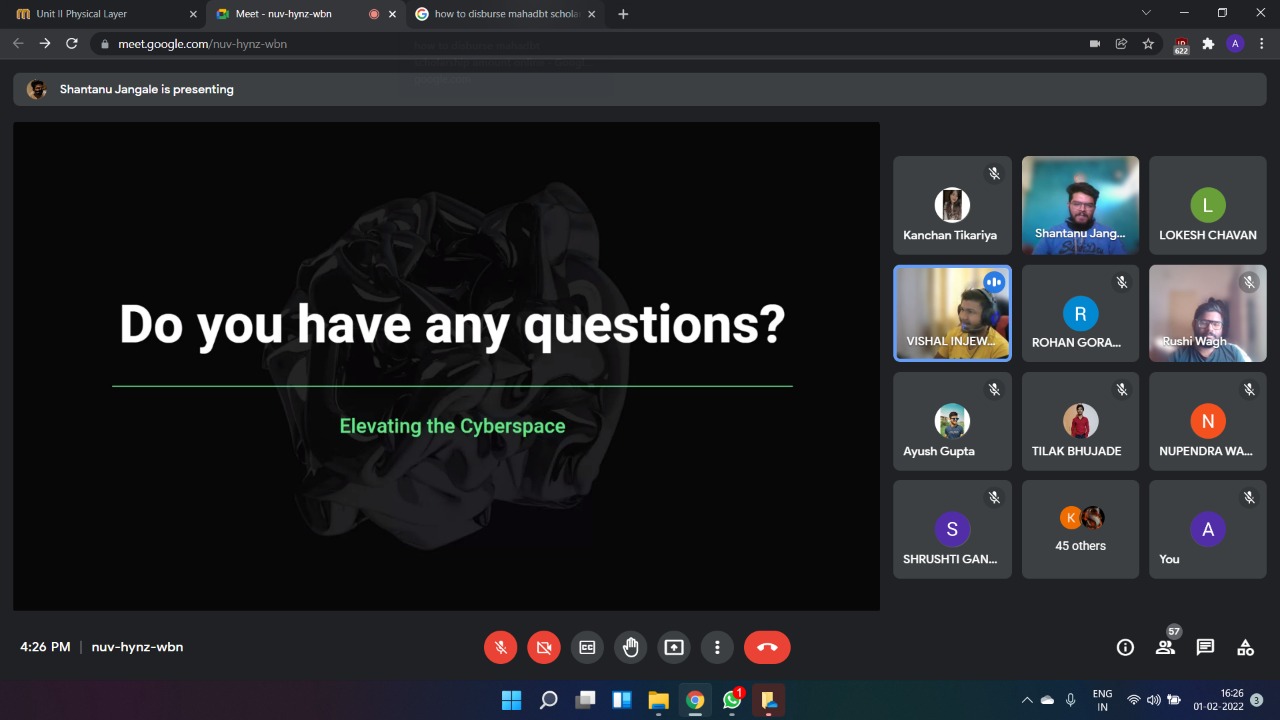 Unit II Physical Layer
Meet - nuv-hynz-wbn
how to disburse mahadbt schola
meet.google.com/nuv-hynz-wbn
622
A
Shantanu Jangale is presenting
Do you have any questions?
Elevating the Cyberspace
Kanchan Tikariya
Shantanu Jang...
L
LOKESH CHAVAN
VISHAL INJEW...
R
ROHAN GORA...
Rushi Wagh
Ayush Gupta
TILAK BHUJADE
N
NUPENDRA WA...
S
SHRUSHTI GAN...
K
45 others
A
You
4:26 PM | nuv-hynz-wbn
CC
57
1
ENG
IN
16:26
01-02-2022
3